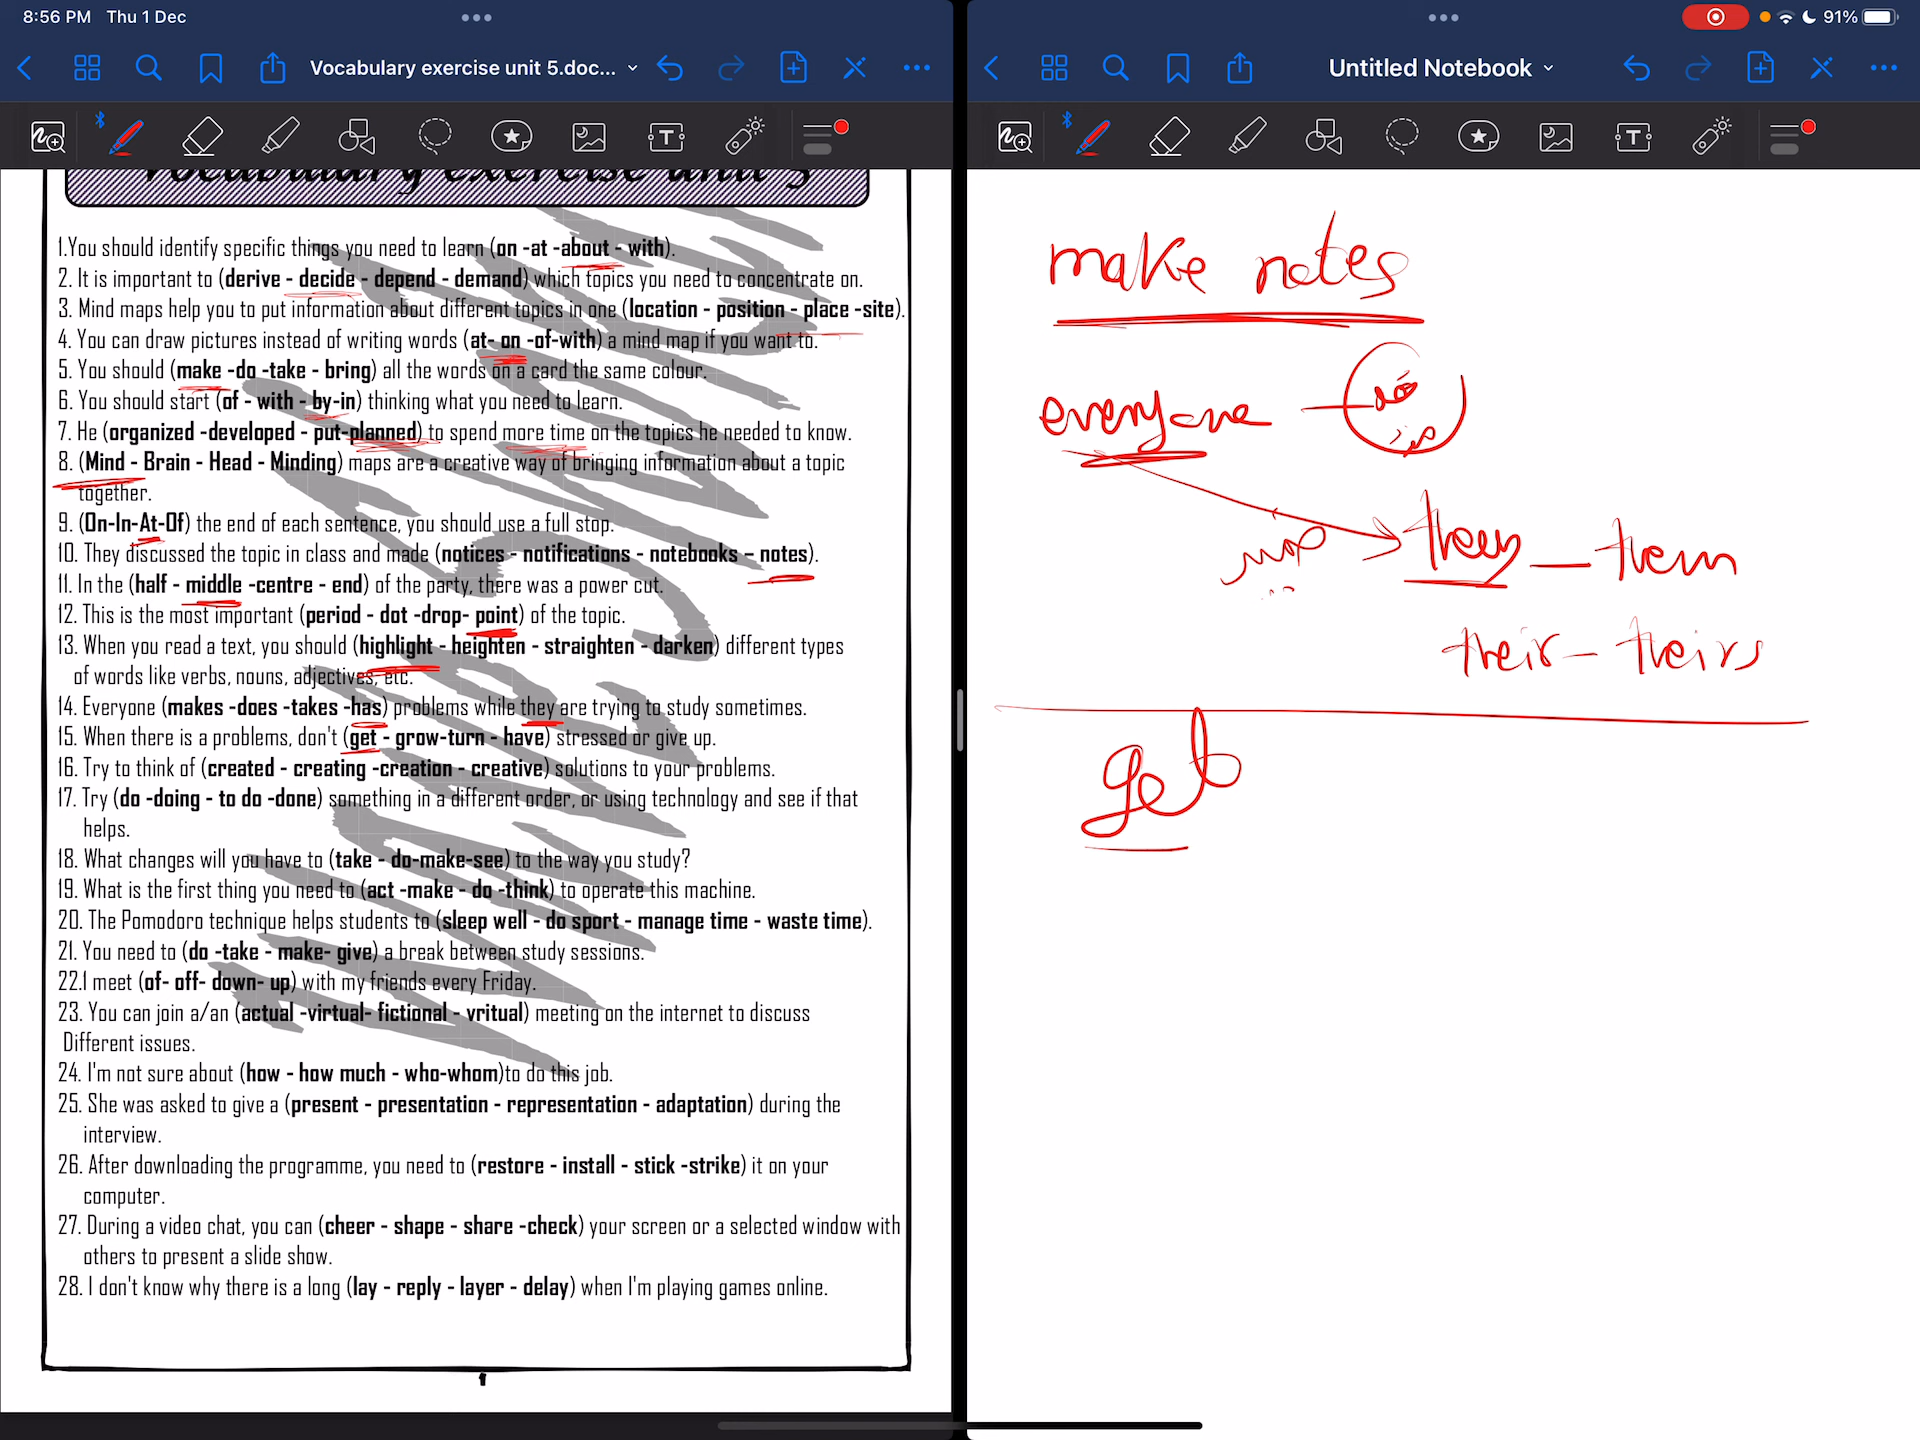 8:56 PM Thu 1 Dec
91%
Vocabulary exercise unit 5.doc...
Untitled Notebook
Vocabulary exercise unit 5
1.You should identify specific things you need to learn (on -at -about - with).
2. It is important to (derive - decide - depend - demand) which topics you need to concentrate on.
3. Mind maps help you to put information about different topics in one (location - position - place -site).
4. You can draw pictures instead of writing words (at- on -of-with) a mind map if you want to.
5. You should (make -do -take - bring) all the words on a card the same colour.
6. You should start (of - with - by-in) thinking what you need to learn.
7. He (organized -developed - put-planned) to spend more time on the topics he needed to know.
8. (Mind - Brain - Head - Minding) maps are a creative way of bringing information about a topic
together.
9. (On-In-At-Of) the end of each sentence, you should use a full stop.
10. They discussed the topic in class and made (notices - notifications - notebooks – notes).
11. In the (half - middle -centre - end) of the party, there was a power cut.
12. This is the most important (period - dot -drop- point) of the topic.
13. When you read a text, you should (highlight - heighten - straighten - darken) different types
of words like verbs, nouns, adjectives, etc.
14. Everyone (makes -does -takes -has) problems while they are trying to study sometimes.
15. When there is a problems, don't (get - grow-turn - have) stressed or give up.
16. Try to think of (created - creating -creation - creative) solutions to your problems.
17. Try (do -doing - to do -done) something in a different order, or using technology and see if that
helps.
18. What changes will you have to (take - do-make-see) to the way you study?
19. What is the first thing you need to (act -make - do -think) to operate this machine.
20. The Pomodoro technique helps students to (sleep well - do sport - manage time - waste time).
21. You need to (do -take - make- give) a break between study sessions.
22.I meet (of- off- down- up) with my friends every Friday.
23. You can join a/an (actual -virtual- fictional - vritual) meeting on the internet to discuss
Different issues.
24. I'm not sure about (how - how much - who-whom)to do this job.
25. She was asked to give a (present - presentation - representation - adaptation) during the
interview.
26. After downloading the programme, you need to (restore - install - stick -strike) it on your
computer.
27. During a video chat, you can (cheer - shape - share -check) your screen or a selected window with
others to present a slide show.
28. I don't know why there is a long (lay - reply - layer - delay) when I'm playing games online.
1
make notes
everyone
they — them
their – theirs
get